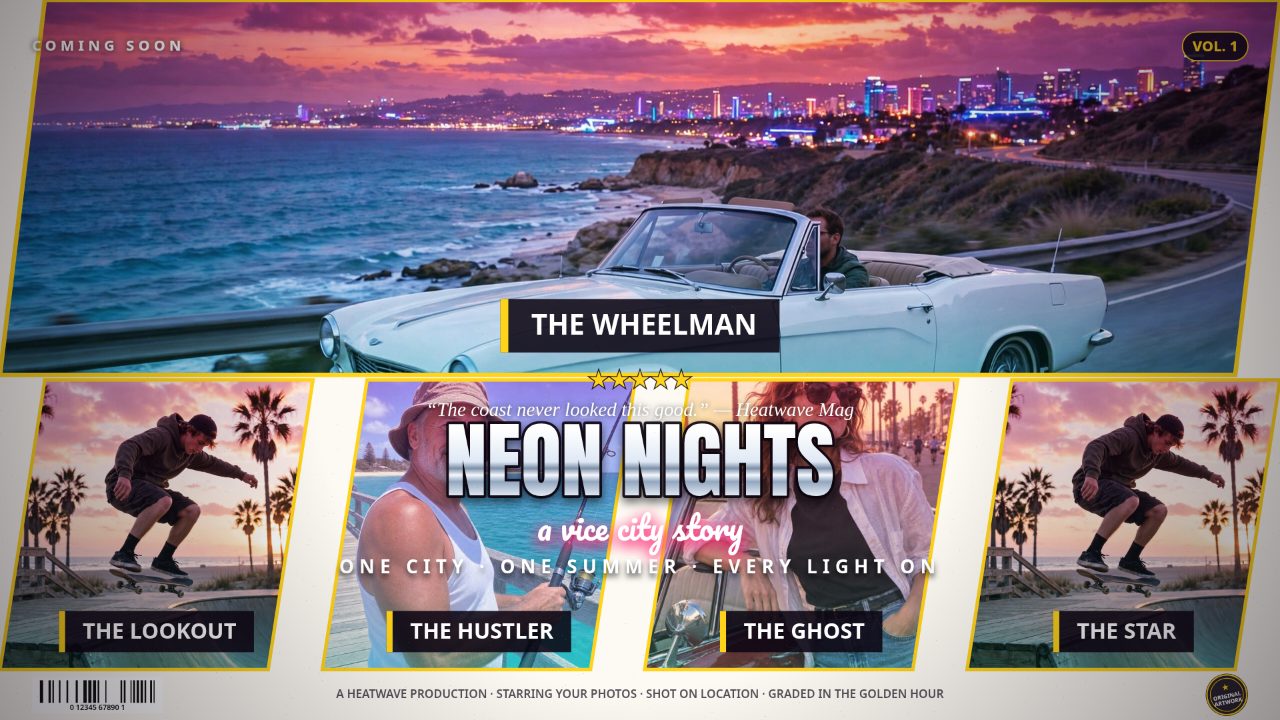 COMING SOON
VOL. 1
THE WHEELMAN
“The coast never looked this good.” — Heatwave Mag
NEON NIGHTS
a vice city story
ONE CITY · ONE SUMMER · EVERY LIGHT ON
THE LOOKOUT
THE HUSTLER
THE GHOST
THE STAR
0 12345 67890 1
A HEATWAVE PRODUCTION · STARRING YOUR PHOTOS · SHOT ON LOCATION · GRADED IN THE GOLDEN HOUR
ORIGINAL
ARTWORK